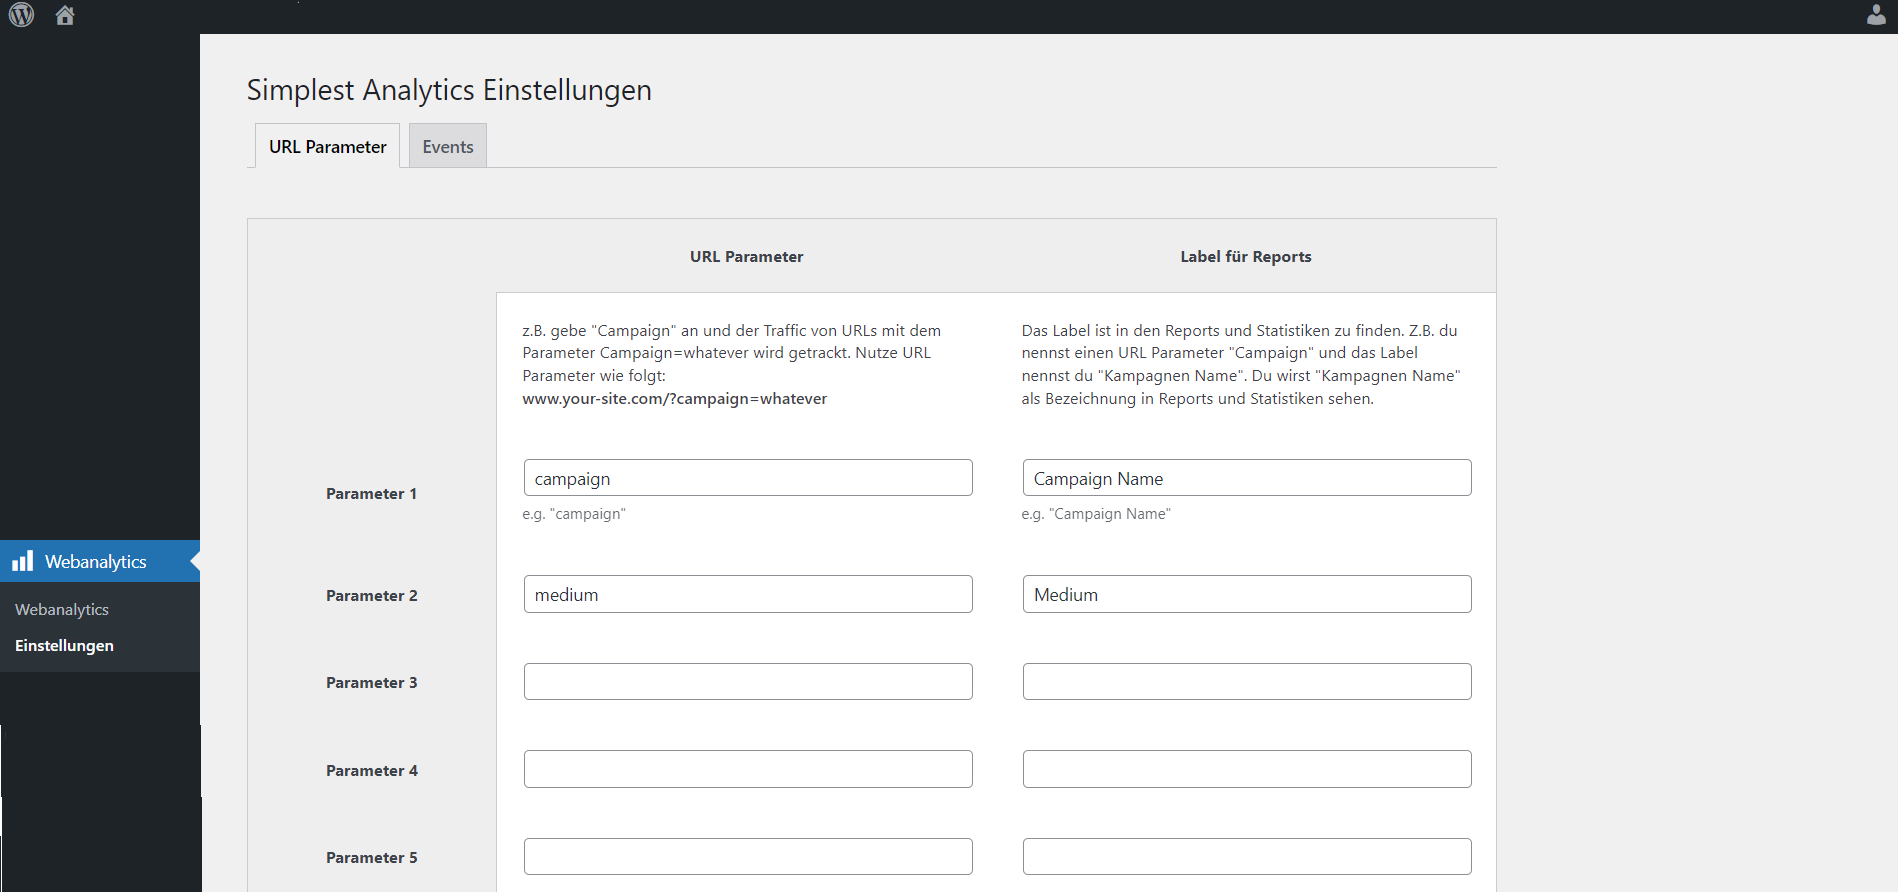 Simplest Analytics Einstellungen
URL Parameter
Events
URL Parameter
Label für Reports
z.B. gebe "Campaign" an und der Traffic von URLs mit dem
Parameter Campaign=whatever wird getrackt. Nutze URL
Parameter wie folgt:
www.your-site.com/?campaign=whatever
Das Label ist in den Reports und Statistiken zu finden. Z.B. du
nennst einen URL Parameter "Campaign" und das Label
nennst du "Kampagnen Name". Du wirst "Kampagnen Name"
als Bezeichnung in Reports und Statistiken sehen.
Parameter 1
campaign
e.g. "campaign"
Campaign Name
e.g. "Campaign Name"
Parameter 2
medium
Medium
Parameter 3
Parameter 4
Parameter 5
Webanalytics
Webanalytics
Einstellungen